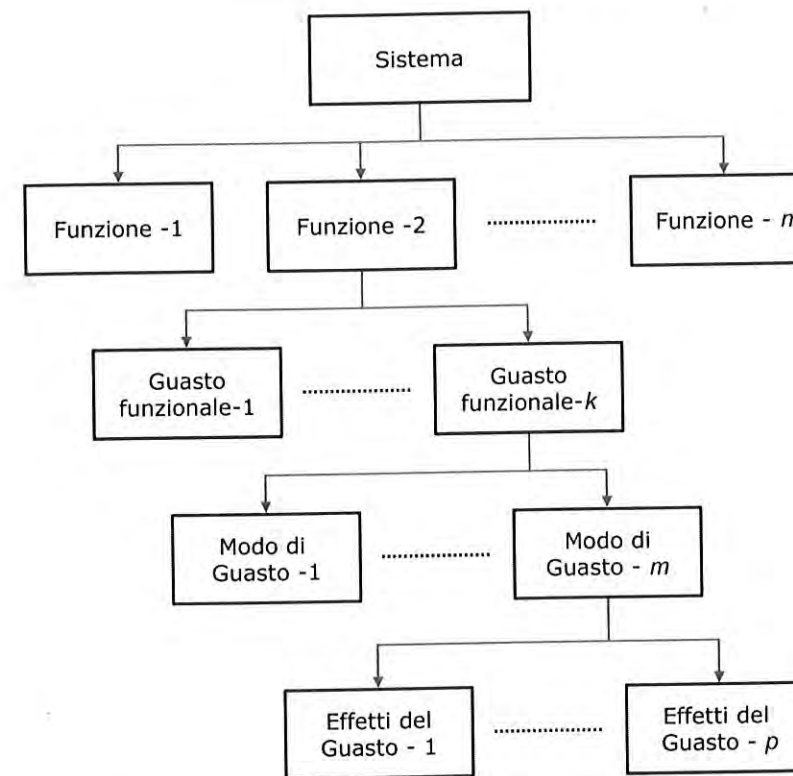 Sistema
Funzione -1
Funzione -2
Funzione - n
Guasto
funzionale-1
Guasto
funzionale-k
Modo di
Guasto -1
Modo di
Guasto - m
Effetti del
Guasto - 1
Effetti del
Guasto - p